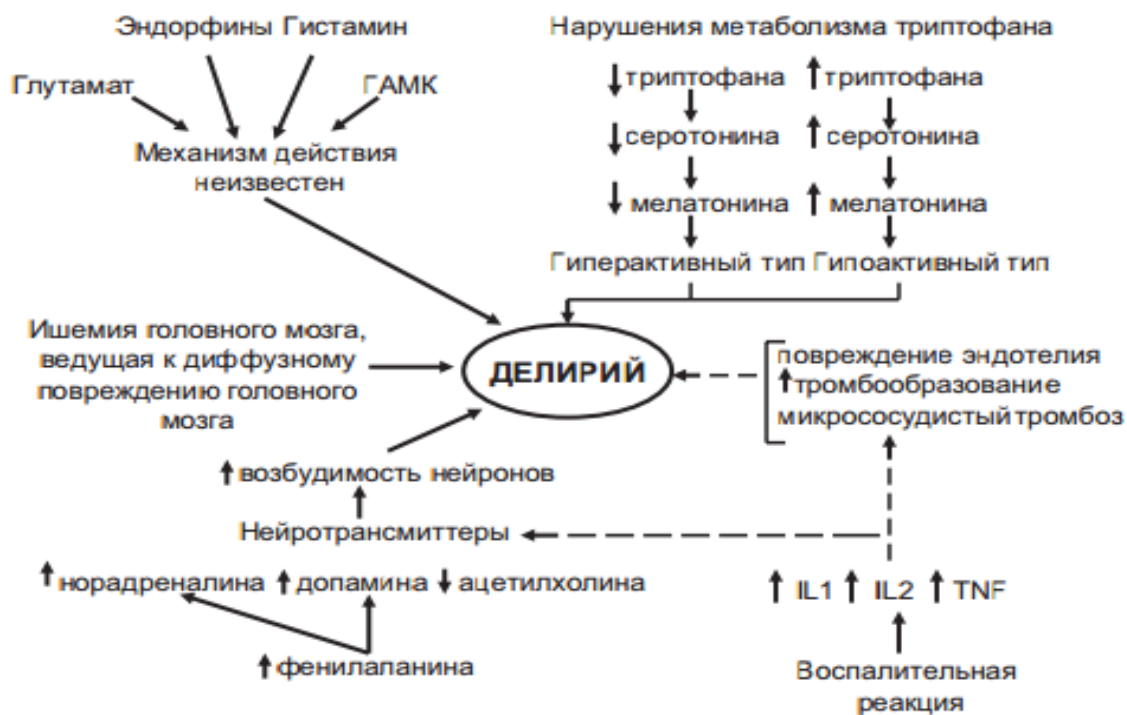 Эндорфины Гистамин
Глутамат
ГАМК
Механизм действия
неизвестен
Нарушения метаболизма триптофана
↓триптофана ↑триптофана
↓серотонина ↑серотонина
↓мелатонина ↑мелатонина
Гиперактивный тип Гипоактивный тип
Ишемия головного мозга,
ведущая к диффузному
повреждению головного
мозга
ДЕЛИРИЙ
повреждение эндотелия
↑тромбообразование
микрососудистый тромбоз
↑возбудимость нейронов
Нейротрансмиттеры
↑норадреналина ↑допамина ↓ацетилхолина
↑фенилапанина
↑ IL1 ↑ IL2 ↑ TNF
Воспалительная
реакция